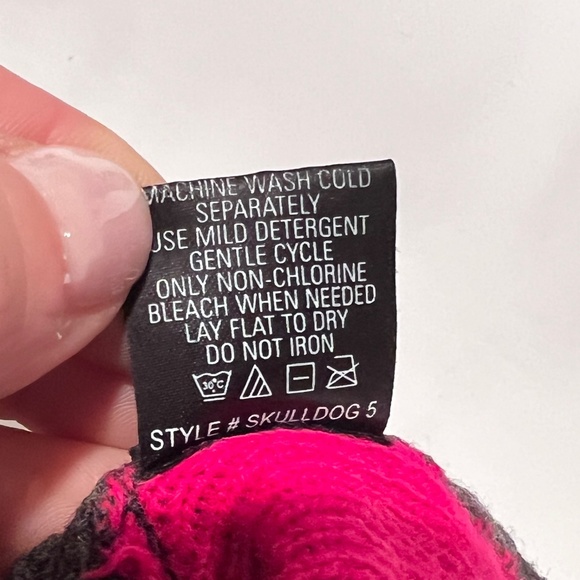 MACHINE WASH COLD
SEPARATELY
USE MILD DETERGENT
GENTLE CYCLE
ONLY NON-CHLORINE
BLEACH WHEN NEEDED
LAY FLAT TO DRY
DO NOT IRON
30°C
STYLE # SKULLDOG 5